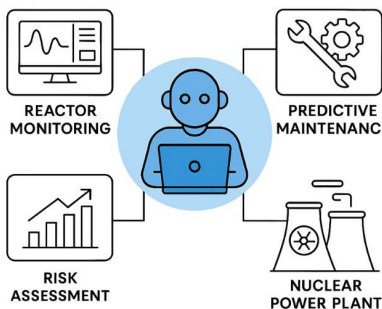 REACTOR
MONITORING
PREDICTIVE
MAINTENANC
RISK
ASSESSMENT
NUCLEAR
POWER PLANT